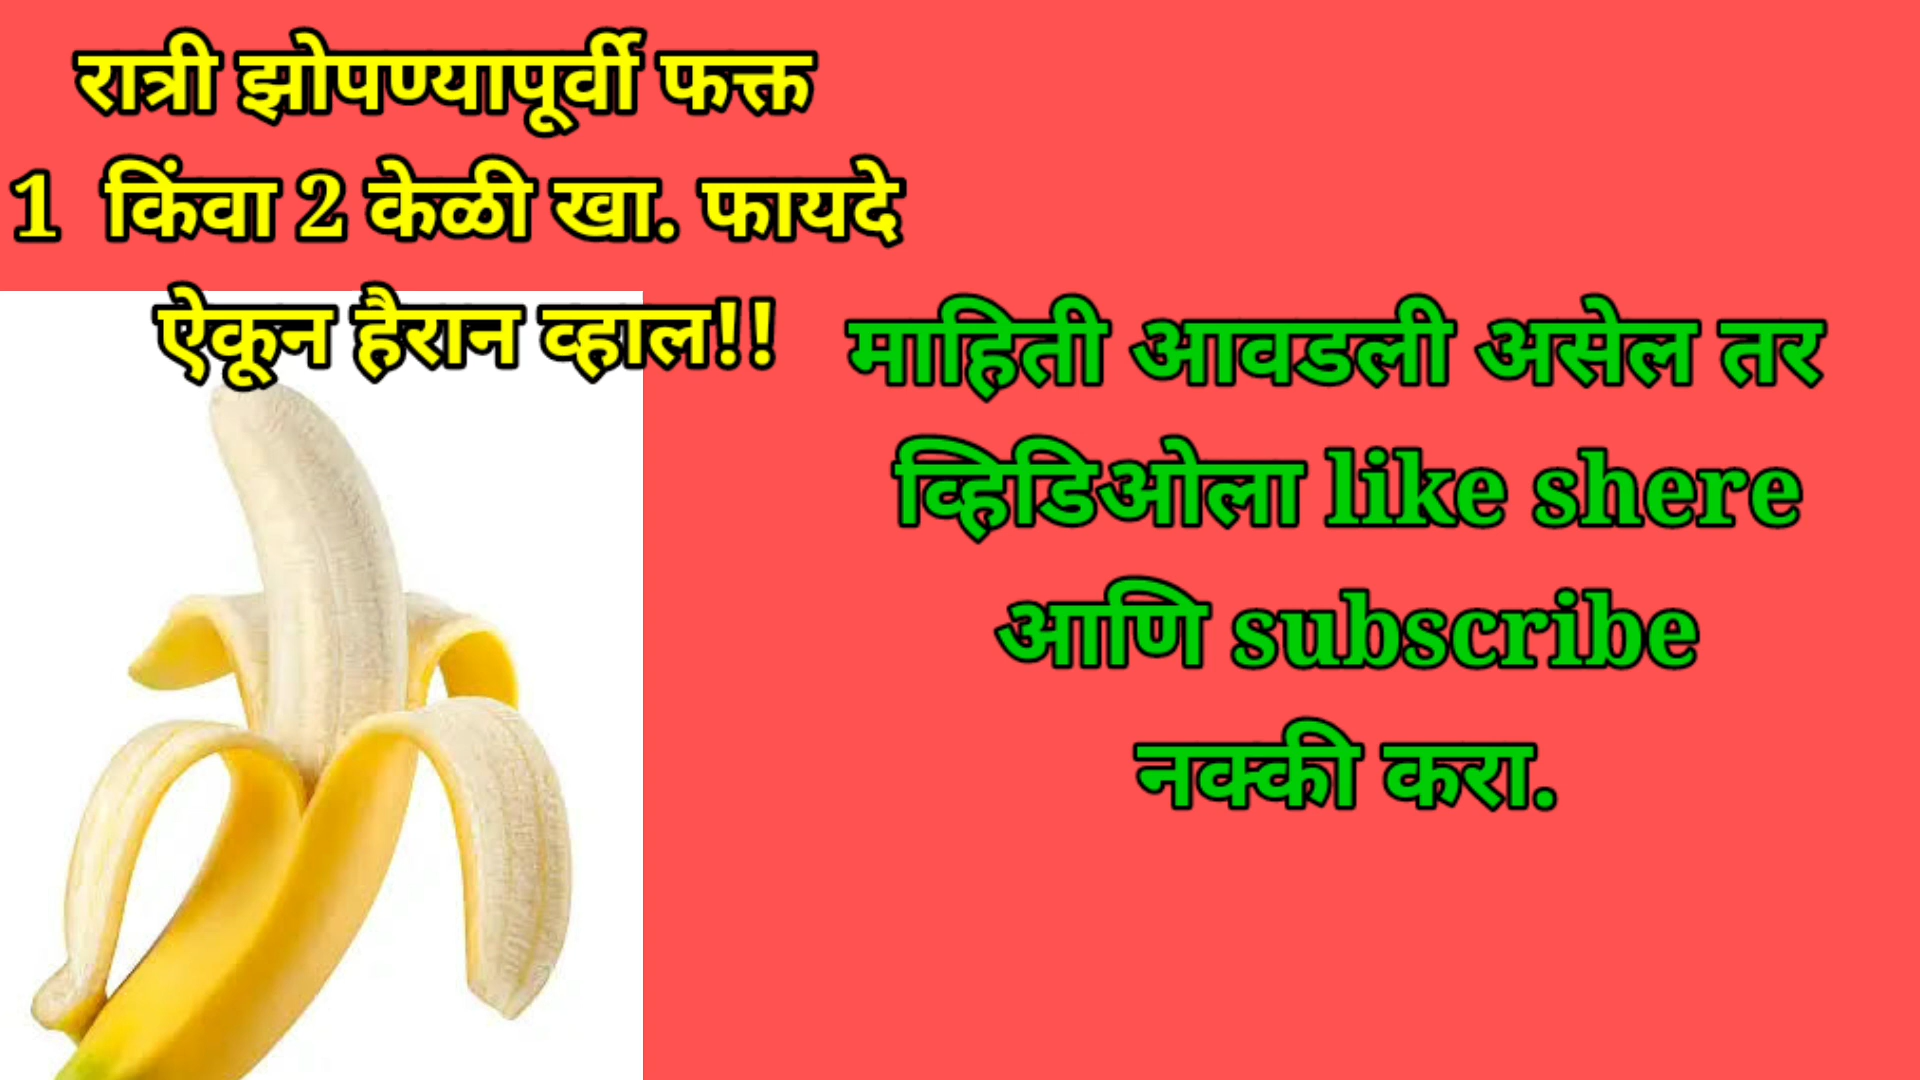 रात्री झोपण्यापूर्वी फक्त
1 किंवा 2 केळी खा. फायदे
ऐकून हैरान व्हाल!!
माहिती आवडली असेल तर
व्हिडिओला like shere
आणि subscribe
नक्की करा.